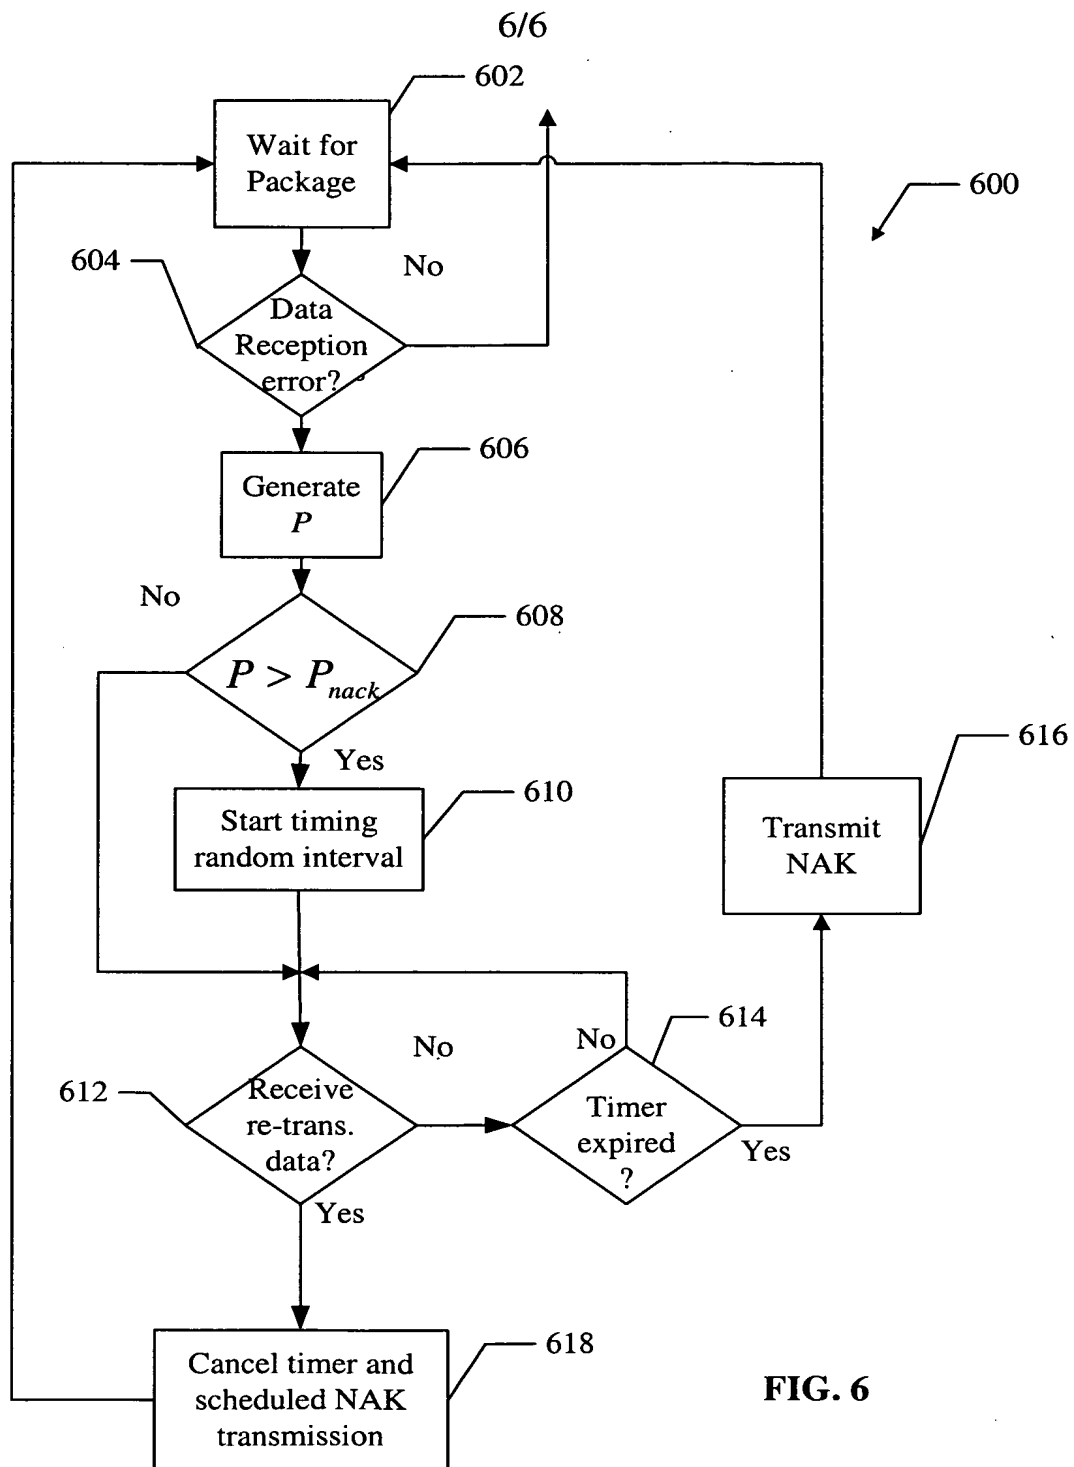 6/6
602
Wait for
Package
600
604
No
Data
Reception
error?
606
Generate
P
No
608
P > Pnack
Yes
616
610
Start timing
random interval
Transmit
NAK
614
No
No
612
Receive
re-trans.
data?
Timer
expired
?
Yes
Yes
618
Cancel timer and
scheduled NAK
transmission
FIG. 6